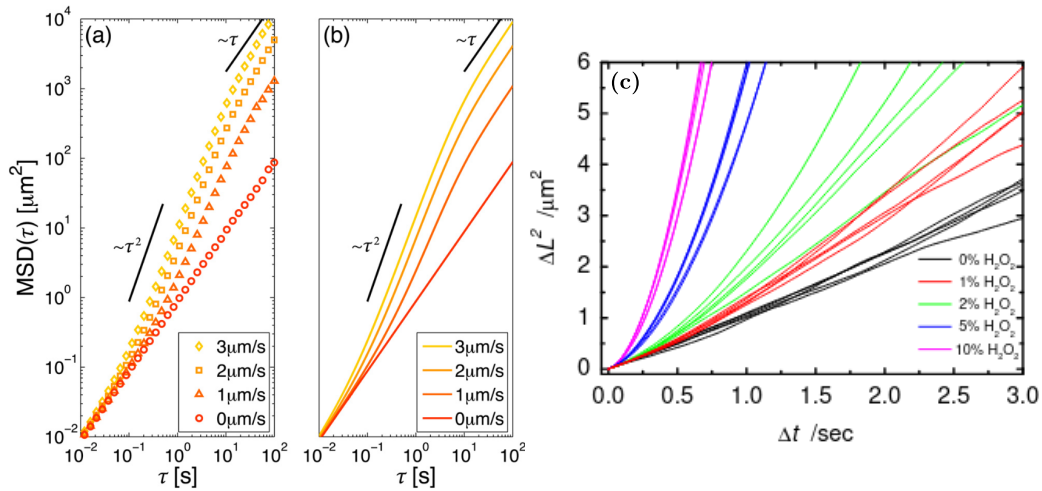 (a)
MSD(τ) [μm²]
10⁴
10³
10²
10¹
10⁰
10⁻¹
10⁻²
~τ
~τ²
3μm/s
2μm/s
1μm/s
0μm/s
10⁻² 10⁻¹ 10⁰ 10¹ 10²
τ [s]
(b)
~τ
~τ²
3μm/s
2μm/s
1μm/s
0μm/s
10⁻² 10⁻¹ 10⁰ 10¹ 10²
τ [s]
(c)
ΔL² /μm²
6
5
4
3
2
1
0
0% H₂O₂
1% H₂O₂
2% H₂O₂
5% H₂O₂
10% H₂O₂
0.0 0.5 1.0 1.5 2.0 2.5 3.0
Δt /sec